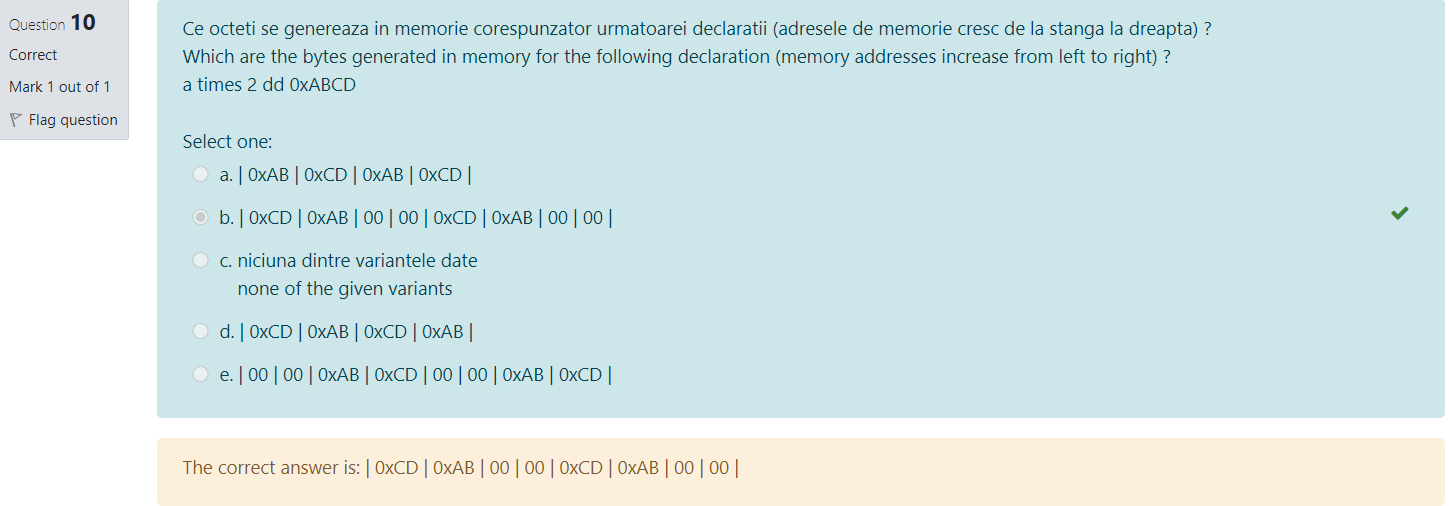 Question 10
Correct
Mark 1 out of 1
Flag question
Ce octeti se genereaza in memorie corespunzator urmatoarei declaratii (adresele de memorie cresc de la stanga la dreapta) ?
Which are the bytes generated in memory for the following declaration (memory addresses increase from left to right) ?
a times 2 dd 0xABCD
Select one:
a. | 0xAB | 0xCD | 0xAB | 0xCD |
b. | 0xCD | 0xAB | 00 | 00 | 0xCD | 0xAB | 00 | 00 |
c. niciuna dintre variantele date
none of the given variants
d. | 0xCD | 0xAB | 0xCD | 0xAB |
e. | 00 | 00 | 0xAB | 0xCD | 00 | 00 | 0xAB | 0xCD |
The correct answer is: | 0xCD | 0xAB | 00 | 00 | 0xCD | 0xAB | 00 | 00 |